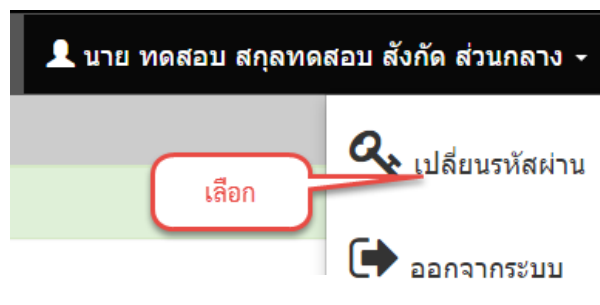 นาย ทดสอบ สกุลทดสอบ สังกัด ส่วนกลาง
เปลี่ยนรหัสผ่าน
เลือก
ออกจากระบบ